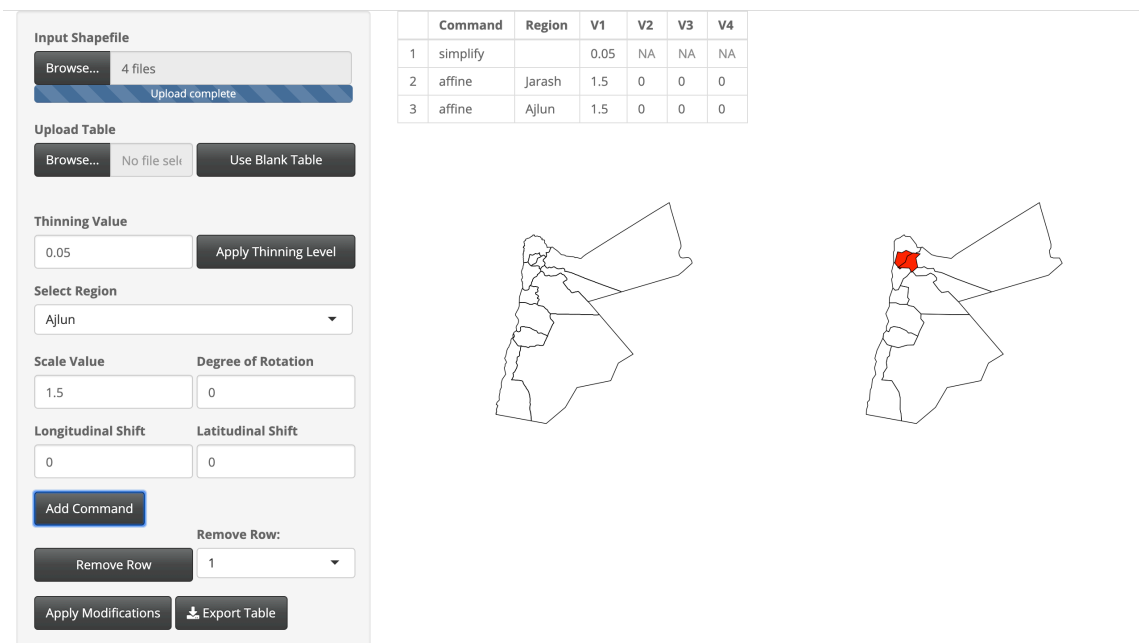 Input Shapefile
Browse... 4 files
Upload complete
Upload Table
Browse... No file sele Use Blank Table
Thinning Value
0.05 Apply Thinning Level
Select Region
Ajlun
Scale Value Degree of Rotation
1.5 0
Longitudinal Shift Latitudinal Shift
0 0
Add Command
Remove Row:
Remove Row 1
Apply Modifications Export Table
Command Region V1 V2 V3 V4
1 simplify 0.05 NA NA NA
2 affine Jarash 1.5 0 0 0
3 affine Ajlun 1.5 0 0 0